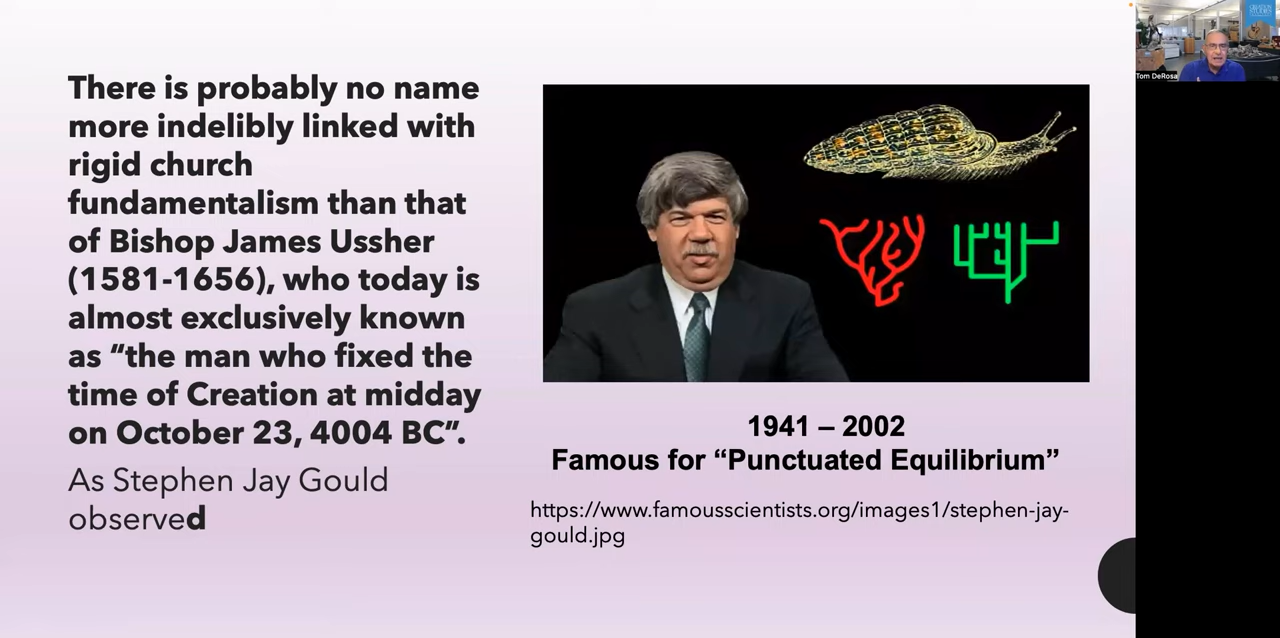 There is probably no name
more indelibly linked with
rigid church
fundamentalism than that
of Bishop James Ussher
(1581-1656), who today is
almost exclusively known
as “the man who fixed the
time of Creation at midday
on October 23, 4004 BC”.
As Stephen Jay Gould
observed
1941 – 2002
Famous for “Punctuated Equilibrium”
https://www.famousscientists.org/images1/stephen-jay-
gould.jpg
CREATION
STUDIES
Tom DeRosa